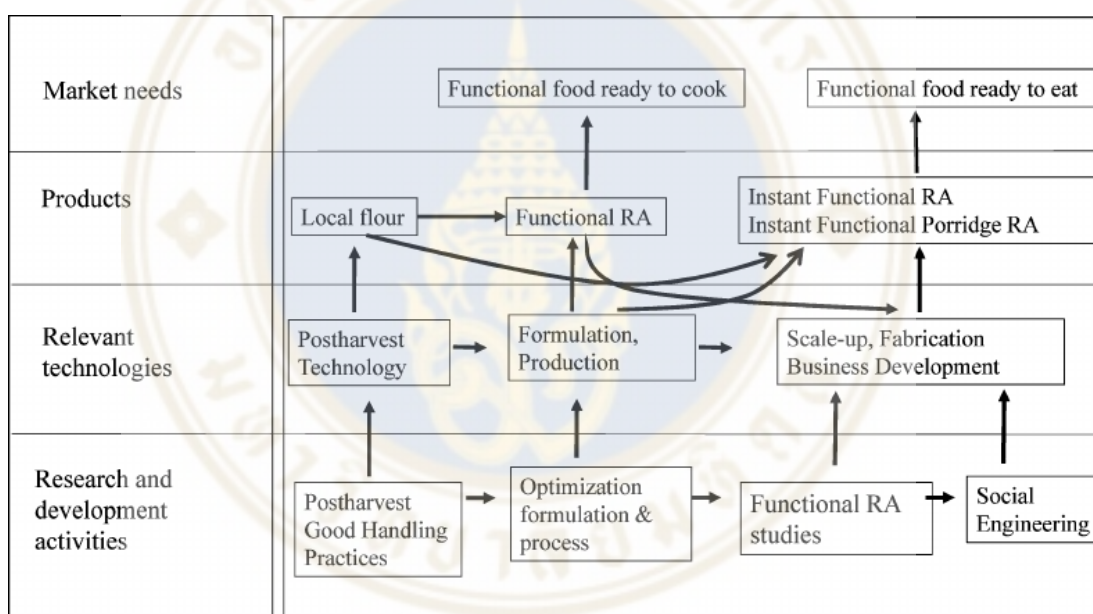 Market needs
Functional food ready to cook
Functional food ready to eat
Products
Local flour
Functional RA
Instant Functional RA
Instant Functional Porridge RA
Relevant
technologies
Postharvest
Technology
Formulation,
Production
Scale-up, Fabrication
Business Development
Research and
development
activities
Postharvest
Good Handling
Practices
Optimization
formulation &
process
Functional RA
studies
Social
Engineering